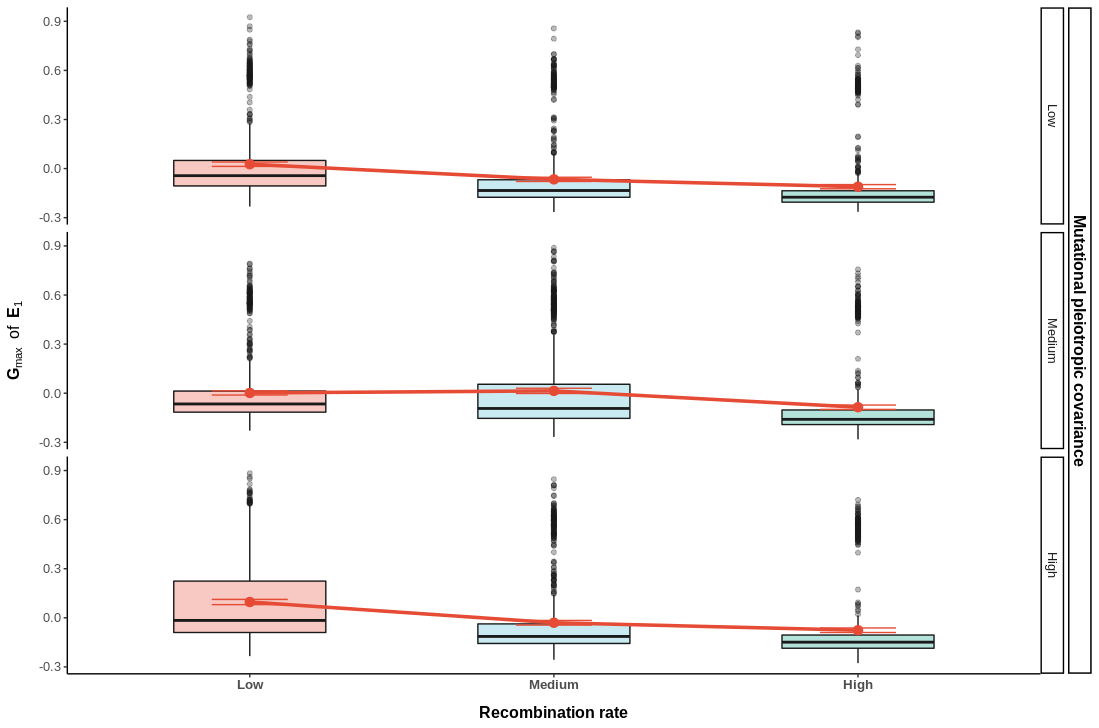 0.9
0.6
0.3
0.0
-0.3
Low
0.9
0.6
0.3
0.0
-0.3
Medium
0.9
0.6
0.3
0.0
-0.3
High
Gmax of E1
Mutational pleiotropic covariance
Low Medium High
Recombination rate